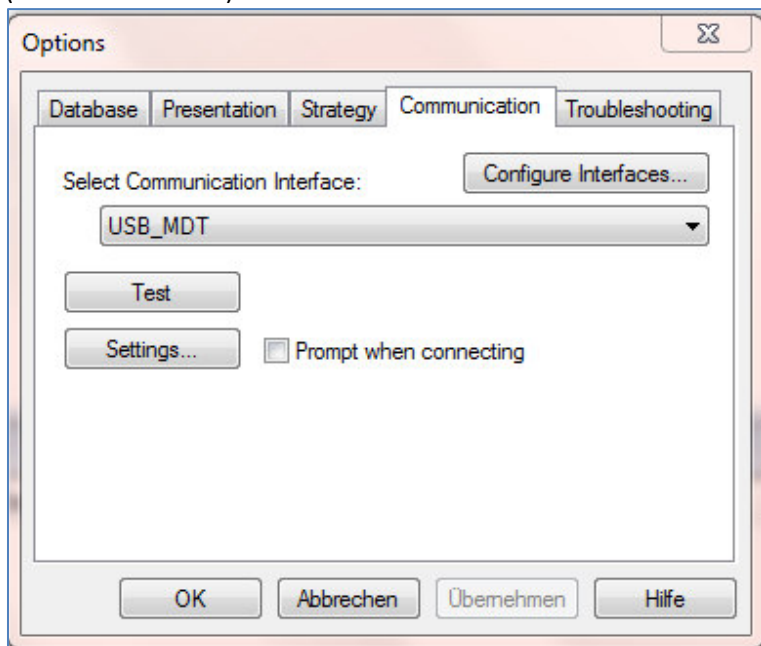 Options
Database Presentation Strategy Communication Troubleshooting
Select Communication Interface: Configure Interfaces...
USB_MDT
Test
Settings... Prompt when connecting
OK Abbrechen Übernehmen Hilfe